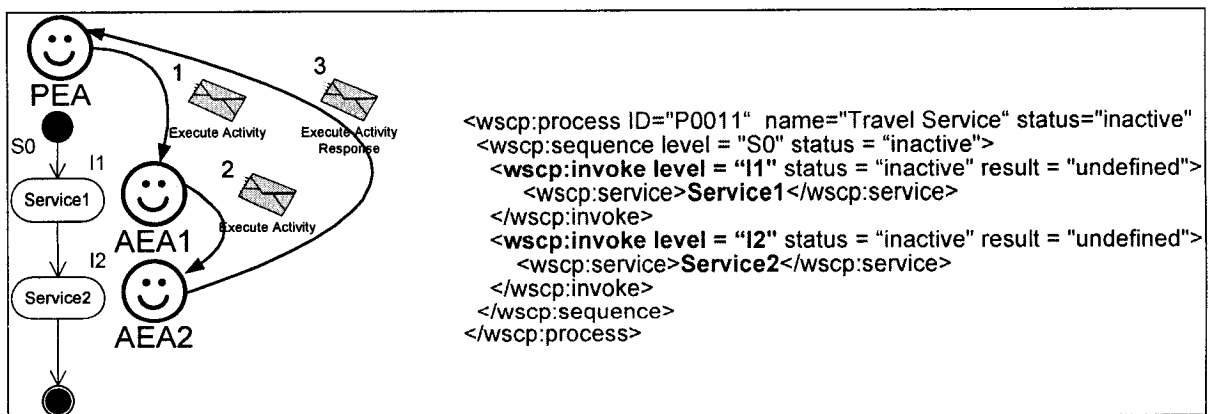 1
3
PEA
Execute Activity
Execute Activity
Response
S0
I1
2
Service1
Execute Activity
AEA1
I2
Service2
AEA2
<wscp:process ID="P0011“ name="Travel Service“ status="inactive"
<wscp:sequence level = "S0" status = “inactive">
<wscp:invoke level = “I1" status = “inactive" result = "undefined">
<wscp:service>Service1</wscp:service>
</wscp:invoke>
<wscp:invoke level = “I2" status = “inactive" result = "undefined">
<wscp:service>Service2</wscp:service>
</wscp:invoke>
</wscp:sequence>
</wscp:process>